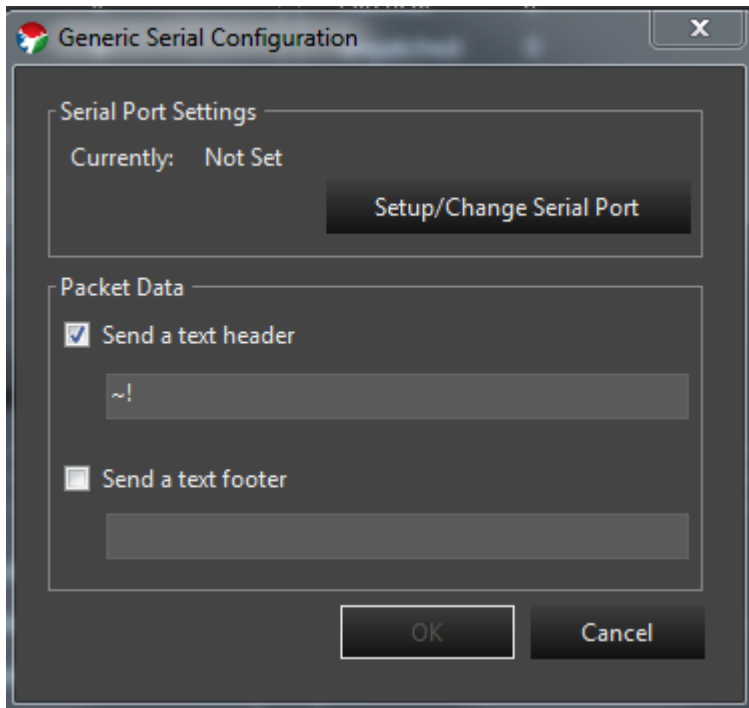 Generic Serial Configuration
x
Serial Port Settings
Currently: Not Set
Setup/Change Serial Port
Packet Data
Send a text header
~!
Send a text footer
OK
Cancel